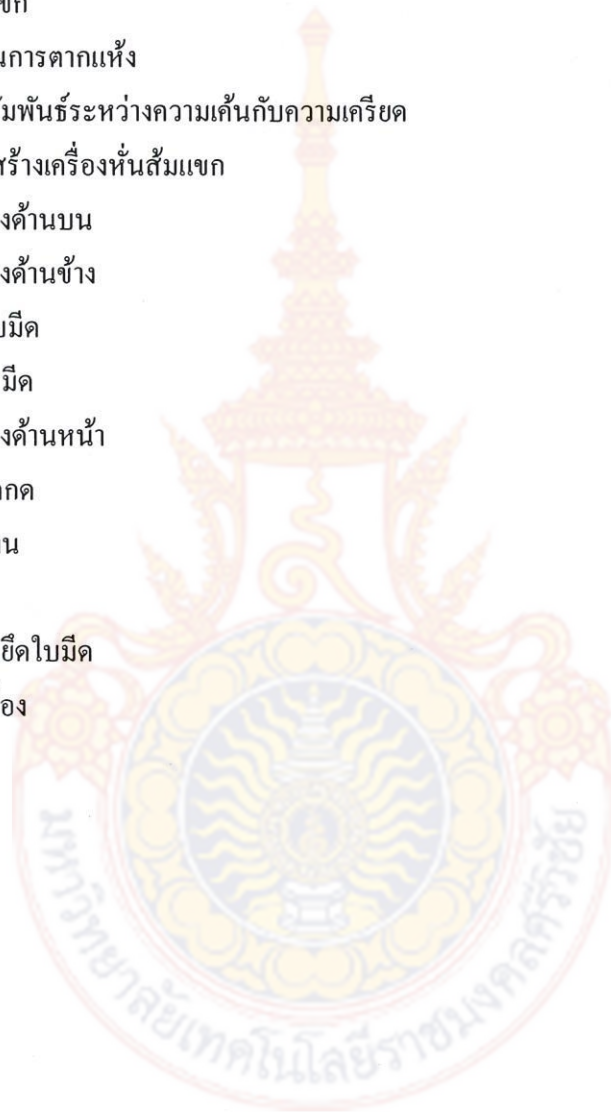 ขก
นการตากแห้ง
ัมพันธ์ระหว่างความเค้นกับความเครียด
สร้างเครื่องหั่นส้มแขก
งด้านบน
งด้านข้าง
บมีด
มีด
งด้านหน้า
ากด
ยึดใบมีด
มหาวิทยาลัยเทคโนโลยีราชมงคลศรีวิชัย